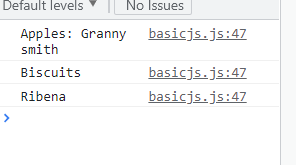 Default levels ▼ No Issues
Apples: Granny basicjs.js:47
smith
Biscuits basicjs.js:47
Ribena basicjs.js:47
>